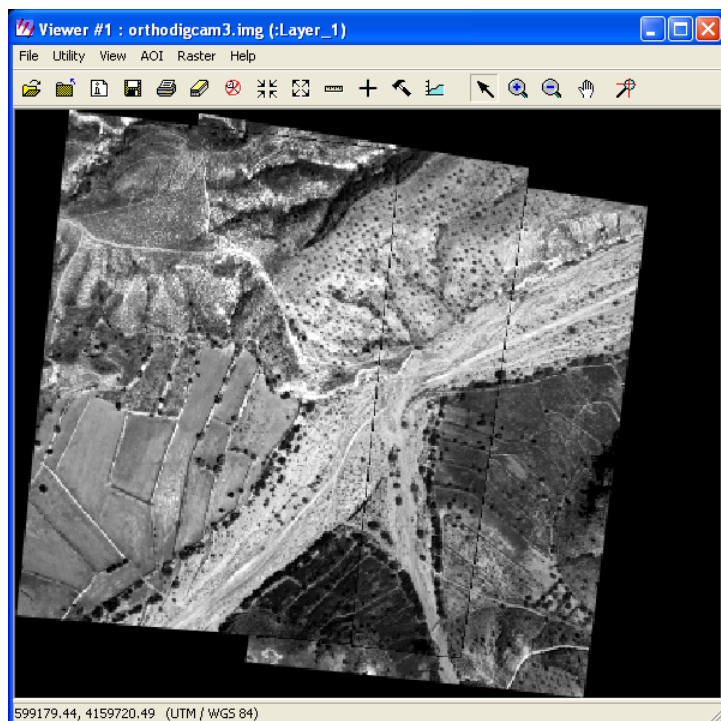 Viewer #1 : orthodigcam3.img (:Layer_1)
File Utility View AOI Raster Help
599179.44, 4159720.49 (UTM / WGS 84)